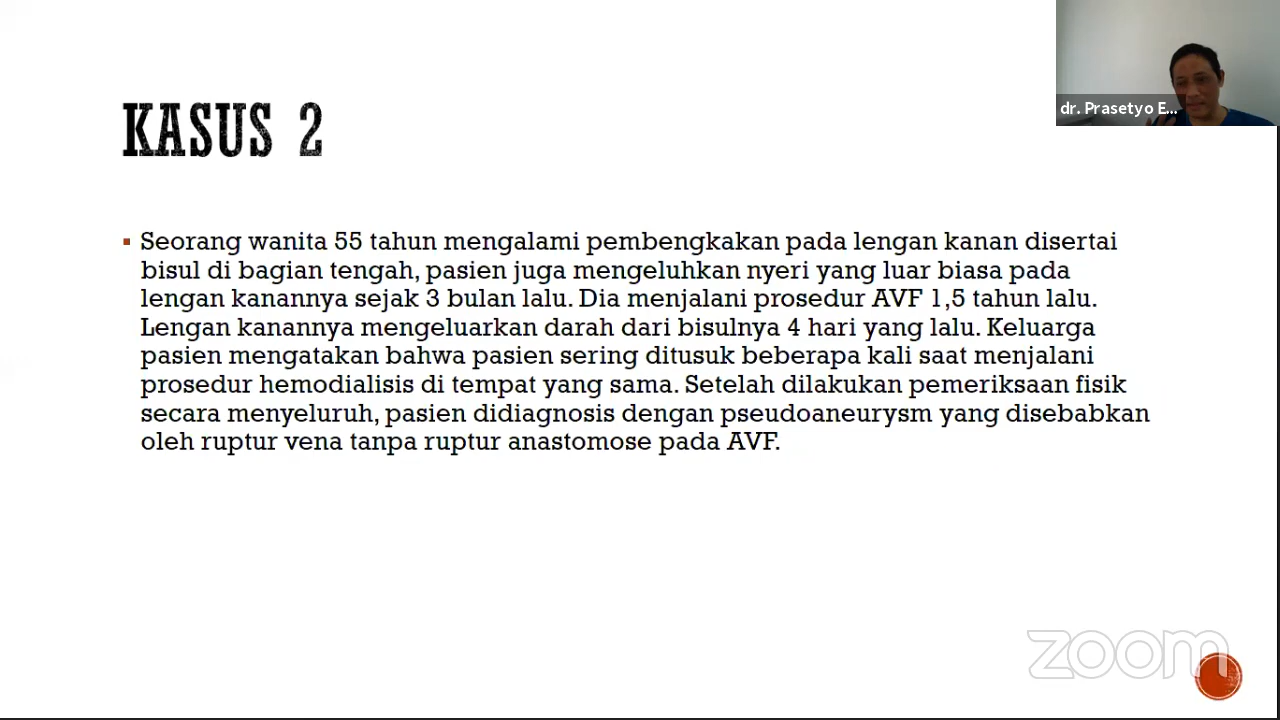 dr. Prasetyo E...
KASUS 2
Seorang wanita 55 tahun mengalami pembengkakan pada lengan kanan disertai
bisul di bagian tengah, pasien juga mengeluhkan nyeri yang luar biasa pada
lengan kanannya sejak 3 bulan lalu. Dia menjalani prosedur AVF 1,5 tahun lalu.
Lengan kanannya mengeluarkan darah dari bisulnya 4 hari yang lalu. Keluarga
pasien mengatakan bahwa pasien sering ditusuk beberapa kali saat menjalani
prosedur hemodialisis di tempat yang sama. Setelah dilakukan pemeriksaan fisik
secara menyeluruh, pasien didiagnosis dengan pseudoaneurysm yang disebabkan
oleh ruptur vena tanpa ruptur anastomose pada AVF.
zoom